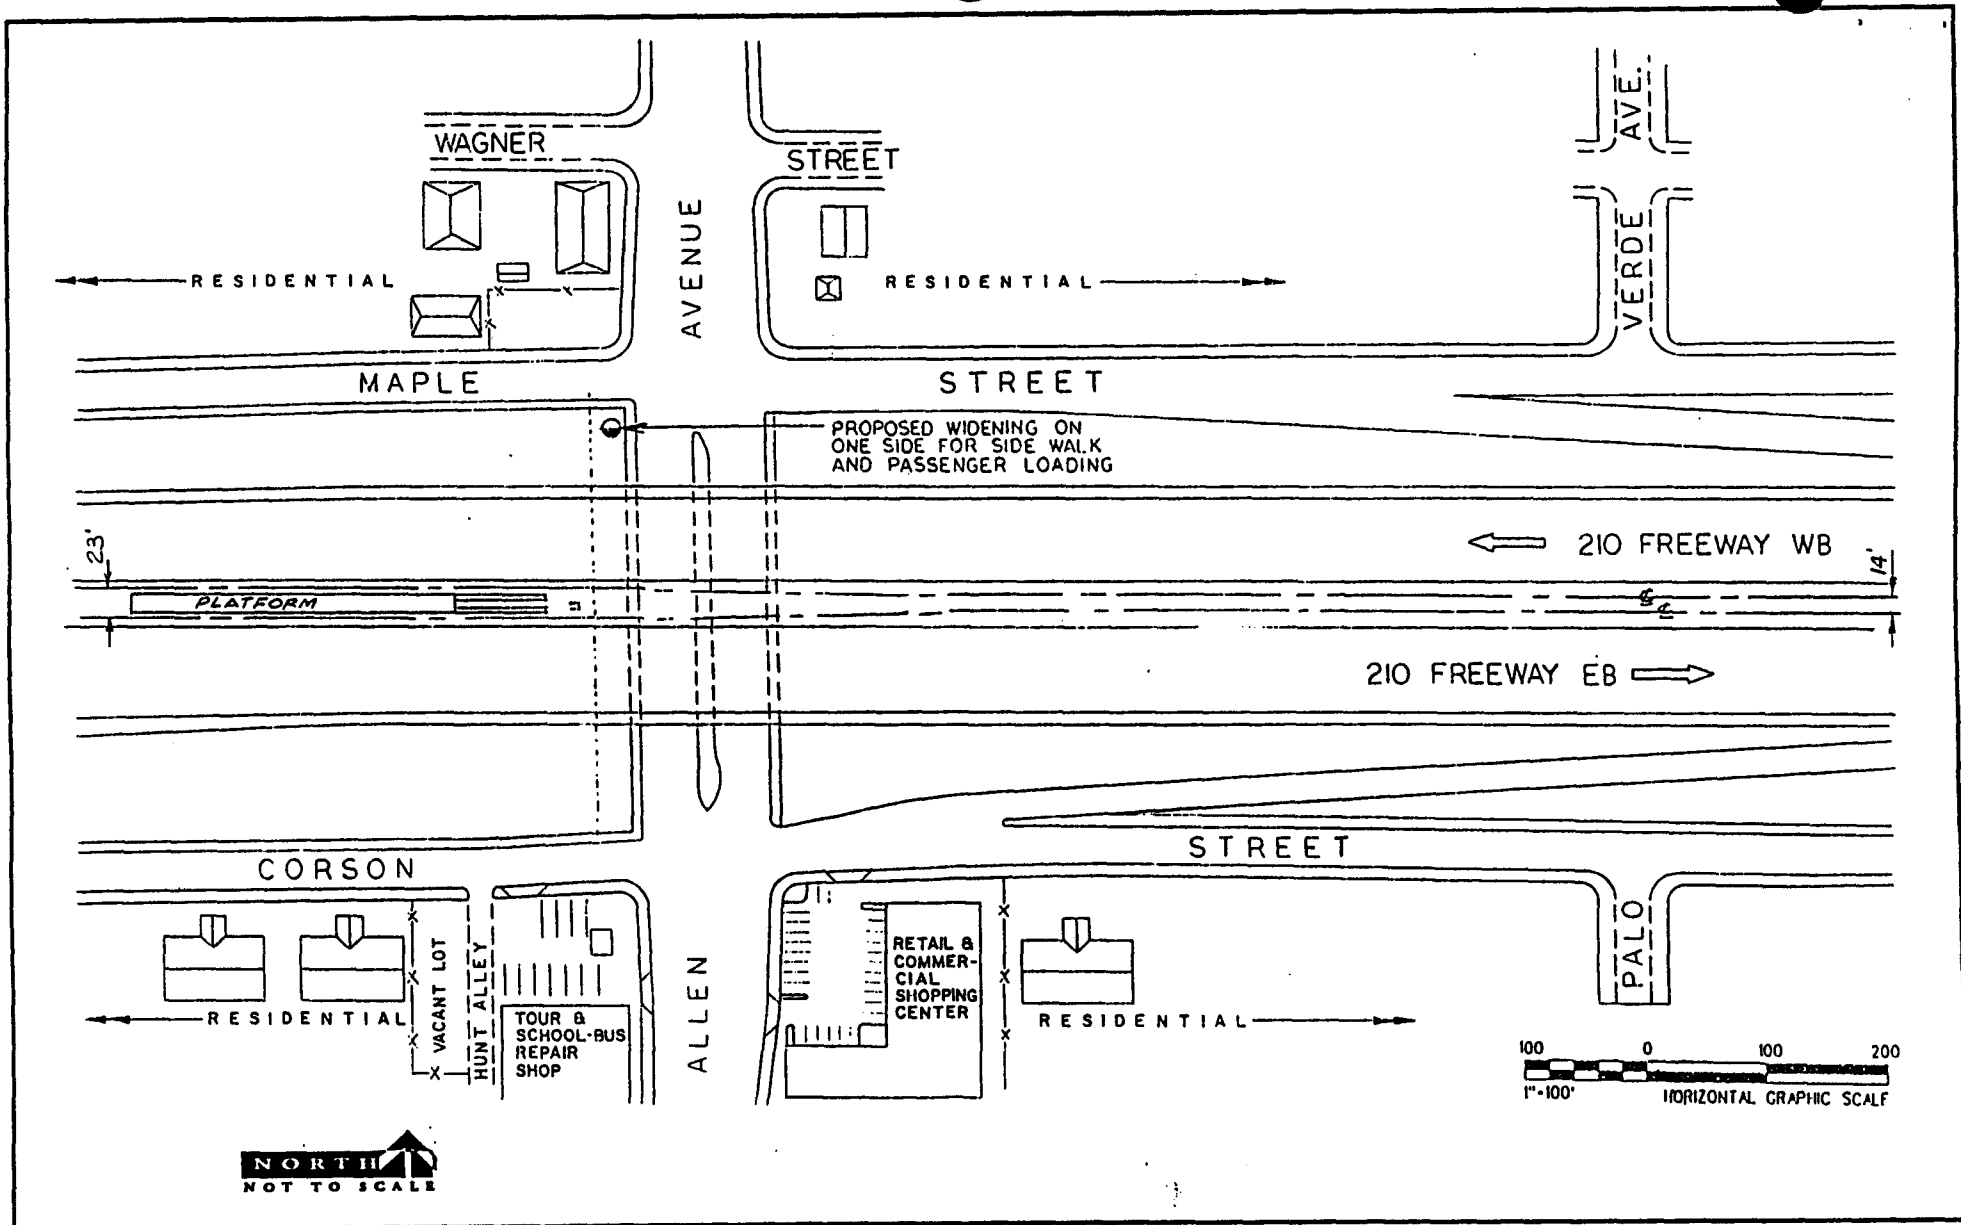 WAGNER
STREET
AVE.
VERDE
AVENUE
RESIDENTIAL
RESIDENTIAL
MAPLE
STREET
PROPOSED WIDENING ON
ONE SIDE FOR SIDE WALK
AND PASSENGER LOADING
23'
210 FREEWAY WB
14'
PLATFORM
℄
℄
210 FREEWAY EB
CORSON
STREET
VACANT LOT
HUNT ALLEY
ALLEN
RETAIL &
COMMER-
CIAL
SHOPPING
CENTER
PALO
RESIDENTIAL
TOUR &
SCHOOL-BUS
REPAIR
SHOP
RESIDENTIAL
100 0 100 200
1"=100'
HORIZONTAL GRAPHIC SCALE
NORTH
NOT TO SCALE